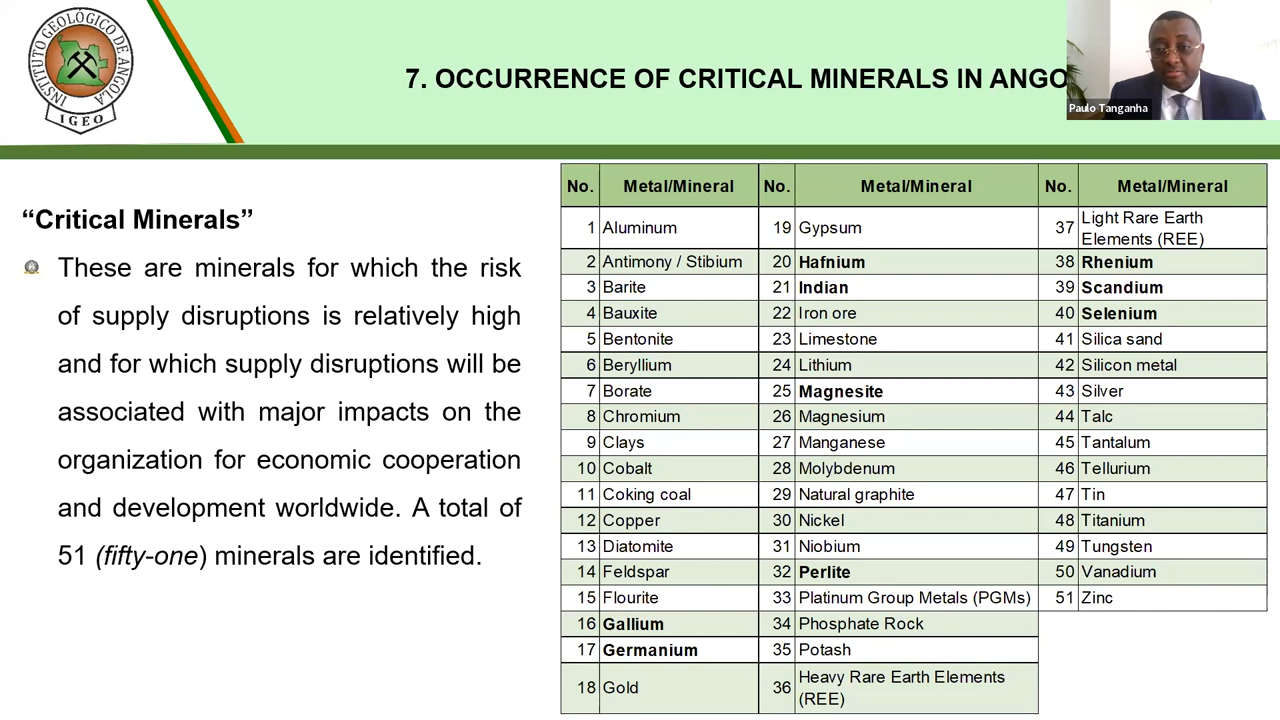 INSTITUTO GEOLÓGICO DE ANGOLA
IGEO
7. OCCURRENCE OF CRITICAL MINERALS IN ANGO
Paulo Tanganha
“Critical Minerals”
These are minerals for which the risk
of supply disruptions is relatively high
and for which supply disruptions will be
associated with major impacts on the
organization for economic cooperation
and development worldwide. A total of
51 (fifty-one) minerals are identified.
No. Metal/Mineral No. Metal/Mineral No. Metal/Mineral
1 Aluminum 19 Gypsum 37 Light Rare Earth
Elements (REE)
2 Antimony / Stibium 20 Hafnium 38 Rhenium
3 Barite 21 Indian 39 Scandium
4 Bauxite 22 Iron ore 40 Selenium
5 Bentonite 23 Limestone 41 Silica sand
6 Beryllium 24 Lithium 42 Silicon metal
7 Borate 25 Magnesite 43 Silver
8 Chromium 26 Magnesium 44 Talc
9 Clays 27 Manganese 45 Tantalum
10 Cobalt 28 Molybdenum 46 Tellurium
11 Coking coal 29 Natural graphite 47 Tin
12 Copper 30 Nickel 48 Titanium
13 Diatomite 31 Niobium 49 Tungsten
14 Feldspar 32 Perlite 50 Vanadium
15 Flourite 33 Platinum Group Metals (PGMs) 51 Zinc
16 Gallium 34 Phosphate Rock
17 Germanium 35 Potash
18 Gold 36 Heavy Rare Earth Elements
(REE)